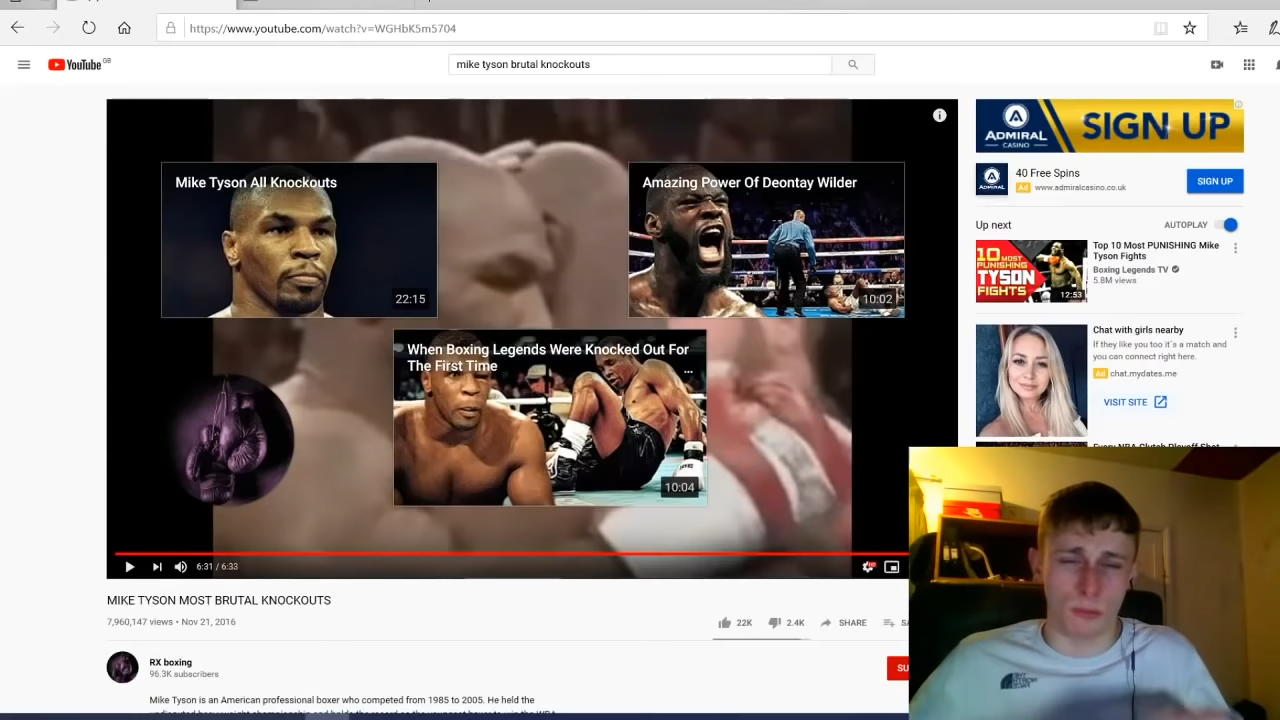 https://www.youtube.com/watch?v=WGHbK5m5704
YouTube GB
mike tyson brutal knockouts
Mike Tyson All Knockouts
22:15
Amazing Power Of Deontay Wilder
10:02
When Boxing Legends Were Knocked Out For
The First Time
...
10:04
6:31 / 6:33
MIKE TYSON MOST BRUTAL KNOCKOUTS
7,960,147 views • Nov 21, 2016
22K
2.4K
SHARE
RX boxing
96.3K subscribers
Mike Tyson is an American professional boxer who competed from 1985 to 2005. He held the
ADMIRAL
CASINO
SIGN UP
40 Free Spins
Ad www.admiralcasino.co.uk
SIGN UP
Up next
AUTOPLAY
10 MOST
PUNISHING
TYSON
FIGHTS
12:53
Top 10 Most PUNISHING Mike
Tyson Fights
Boxing Legends TV
5.8M views
Chat with girls nearby
If they like you too it´s a match and
you can connect right here.
Ad chat.mydates.me
VISIT SITE